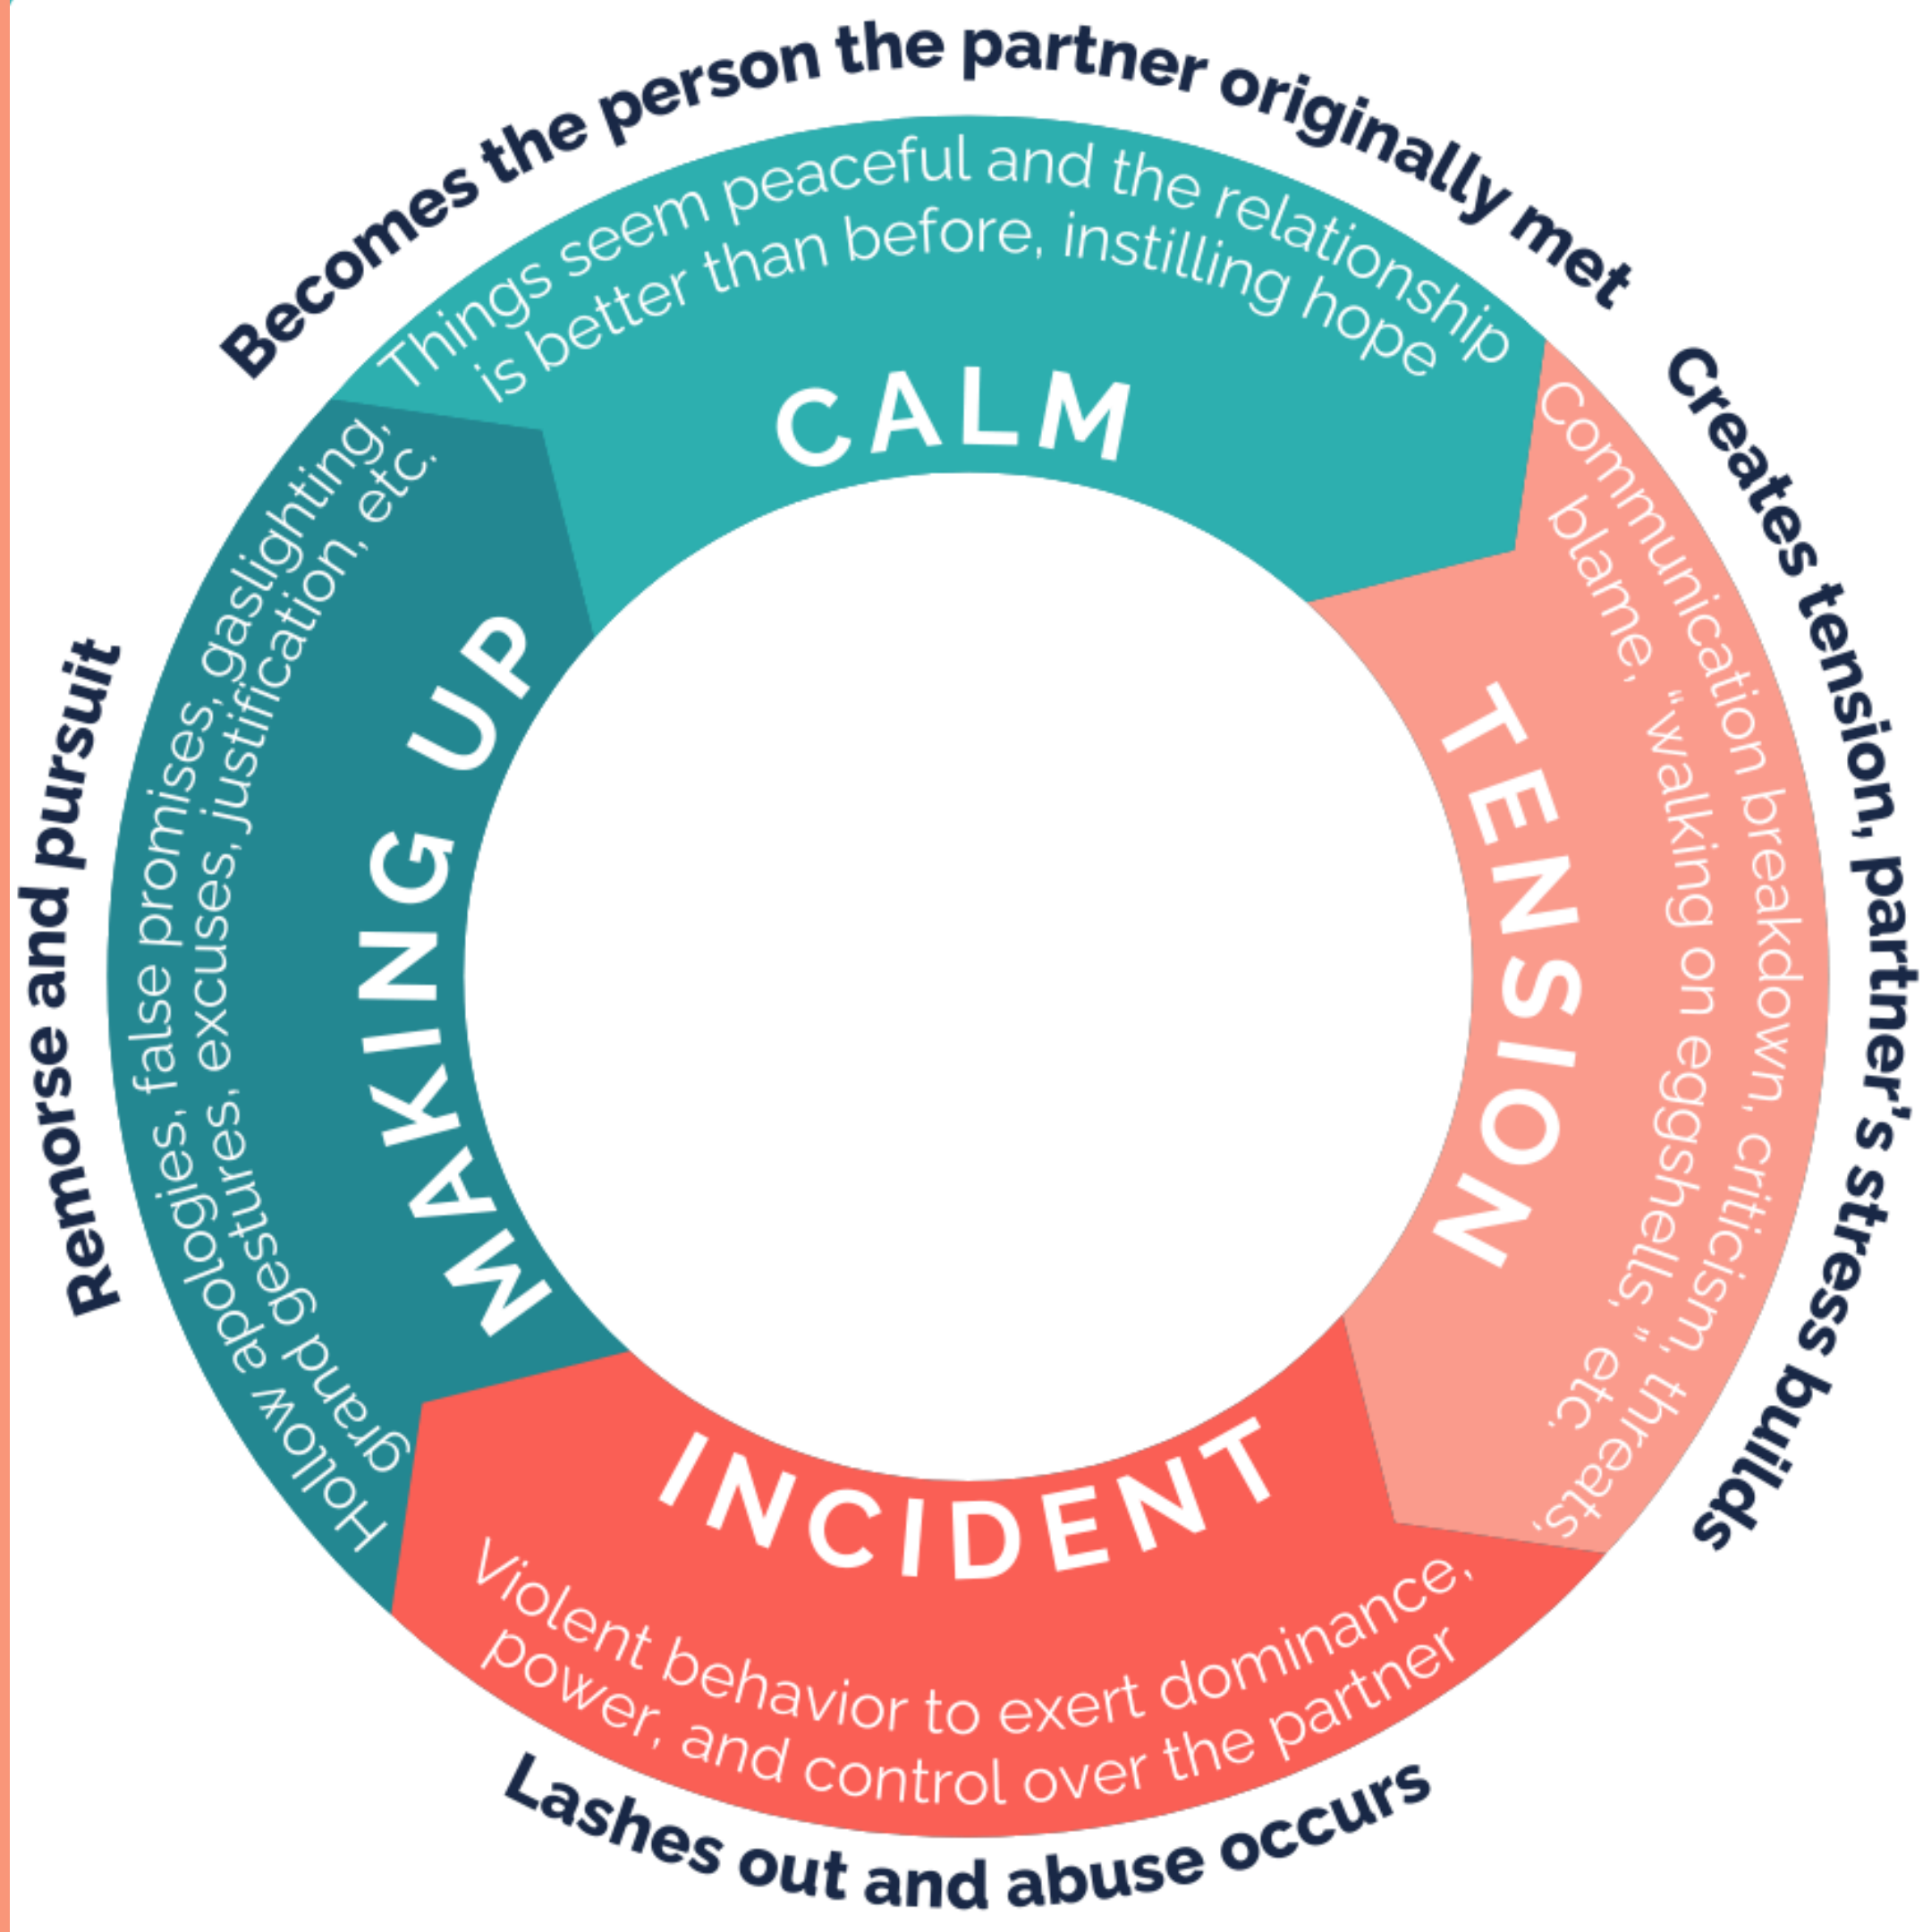 Becomes the person the partner originally met
Things seem peaceful and the relationship
is better than before, instilling hope
CALM
Creates tension, partner's stress builds
Communication breakdown, criticism, threats,
blame, "walking on eggshells," etc.
TENSION
INCIDENT
Violent behavior to exert dominance,
power, and control over the partner
Lashes out and abuse occurs
Remorse and pursuit
Hollow apologies, false promises, gaslighting,
grand gestures, excuses, justification, etc.
MAKING UP